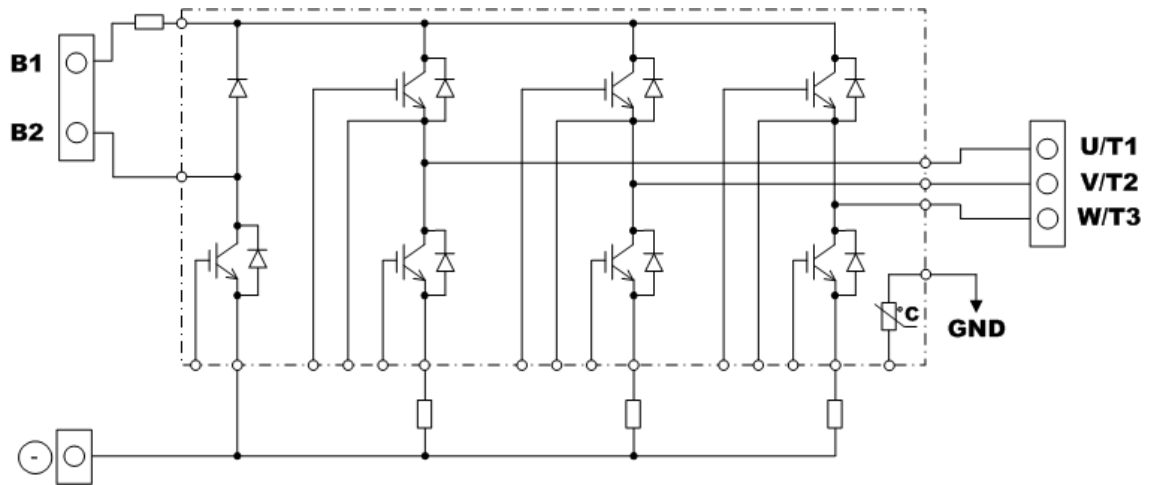 B1
B2
U/T1
V/T2
W/T3
°C
GND
-